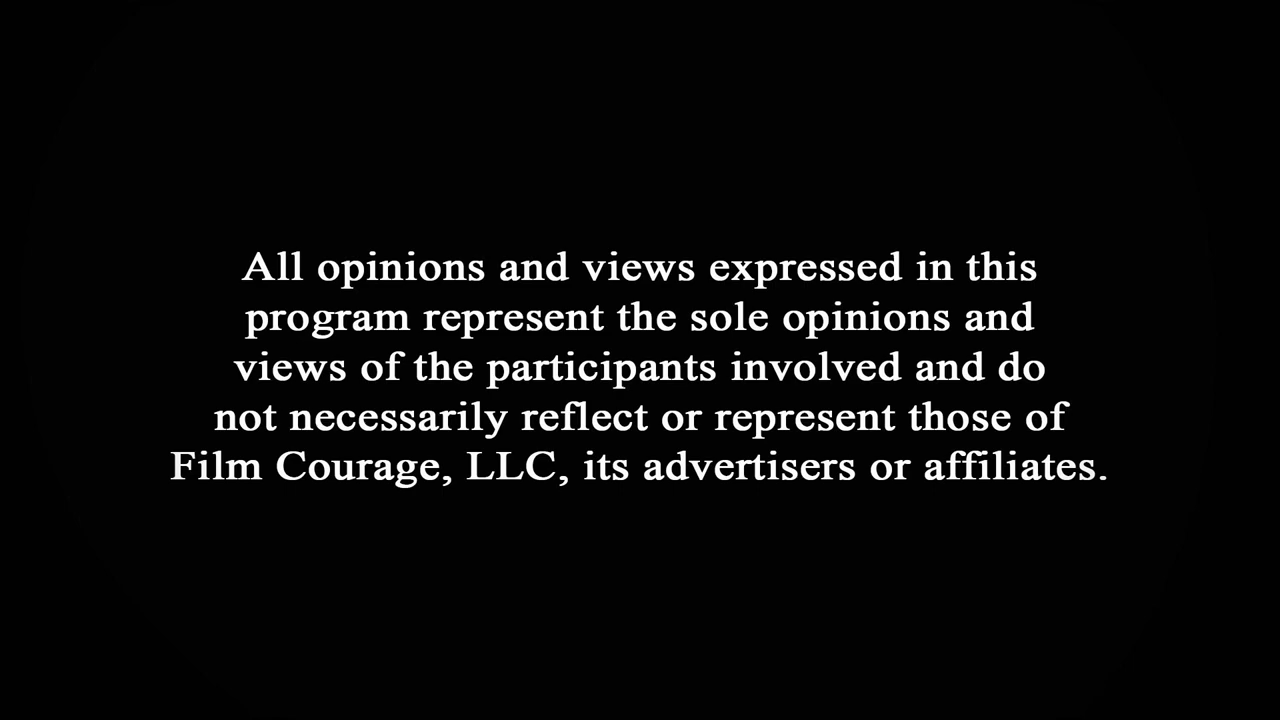 All opinions and views expressed in this
program represent the sole opinions and
views of the participants involved and do
not necessarily reflect or represent those of
Film Courage, LLC, its advertisers or affiliates.